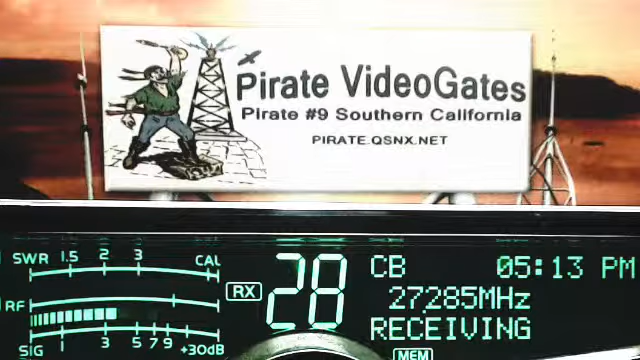 Pirate VideoGates
Pirate #9 Southern California
PIRATE.QSNX.NET
SWR 1.5 2 3 CAL
RF
SIG 1 3 5 7 9 +30dB
RX
28
CB 05:13 PM
27285MHz
RECEIVING
MEM